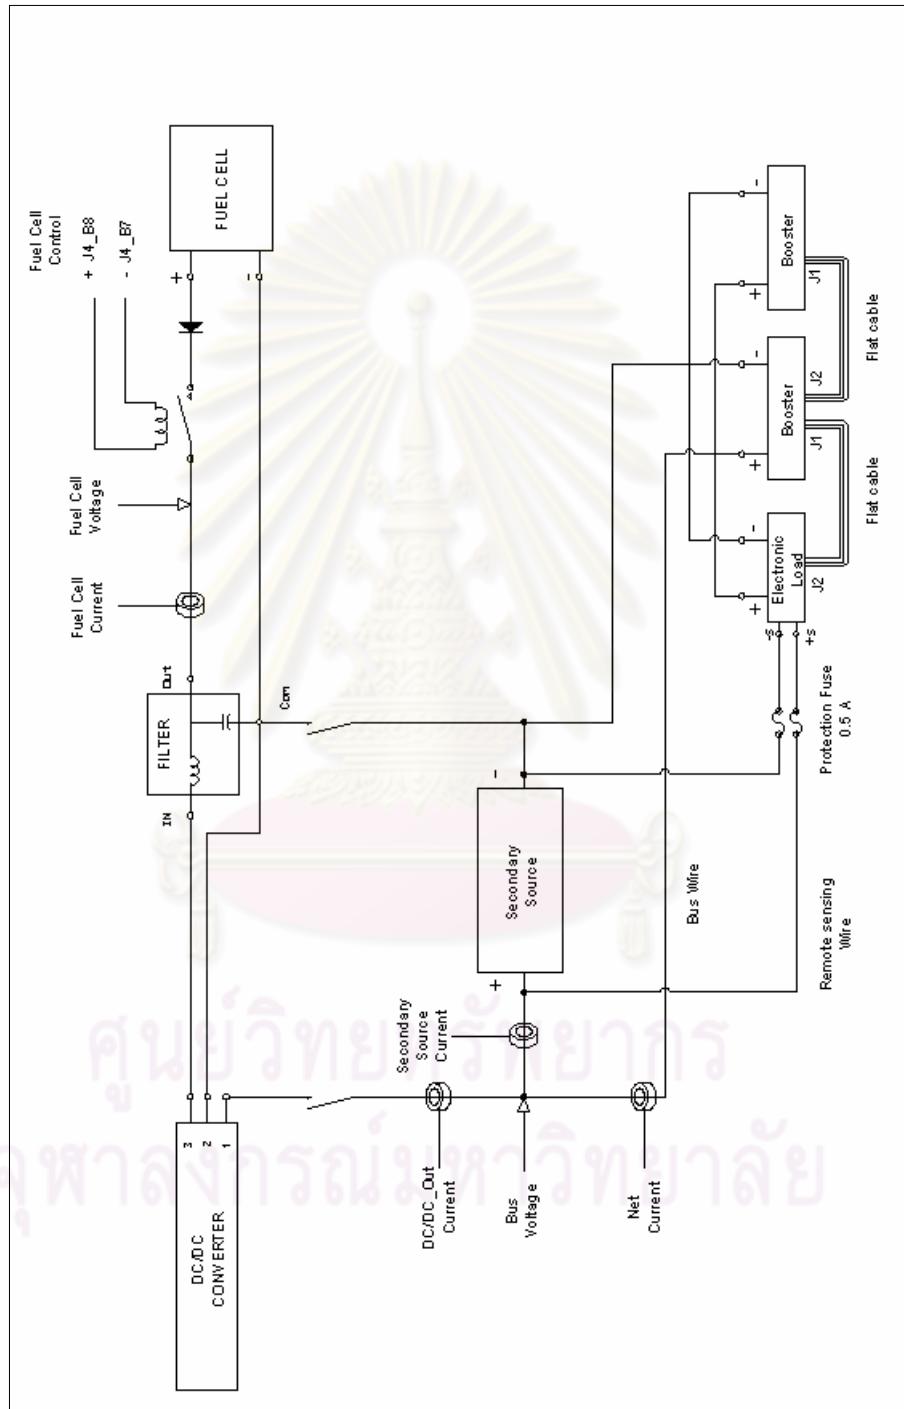 Fuel Cell
Control
+ J4_B8
- J4_B7
FUEL CELL
+
-
Fuel Cell
Voltage
Fuel Cell
Current
Out
FILTER
IN
Com
DC/DC
CONVERTER
3
2
1
DC/DC_Out
Current
Bus
Voltage
Net
Current
Secondary
Source
Current
+
Secondary
Source
-
Bus Wire
Remote sensing
Wire
Protection Fuse
0.5 A
-S
+S
+
Electronic
Load
-
J2
Flat cable
+
Booster
-
J1
J2
Flat cable
+
Booster
-
J1
ศูนย์วิทยทรัพยากร
จุฬาลงกรณ์มหาวิทยาลัย